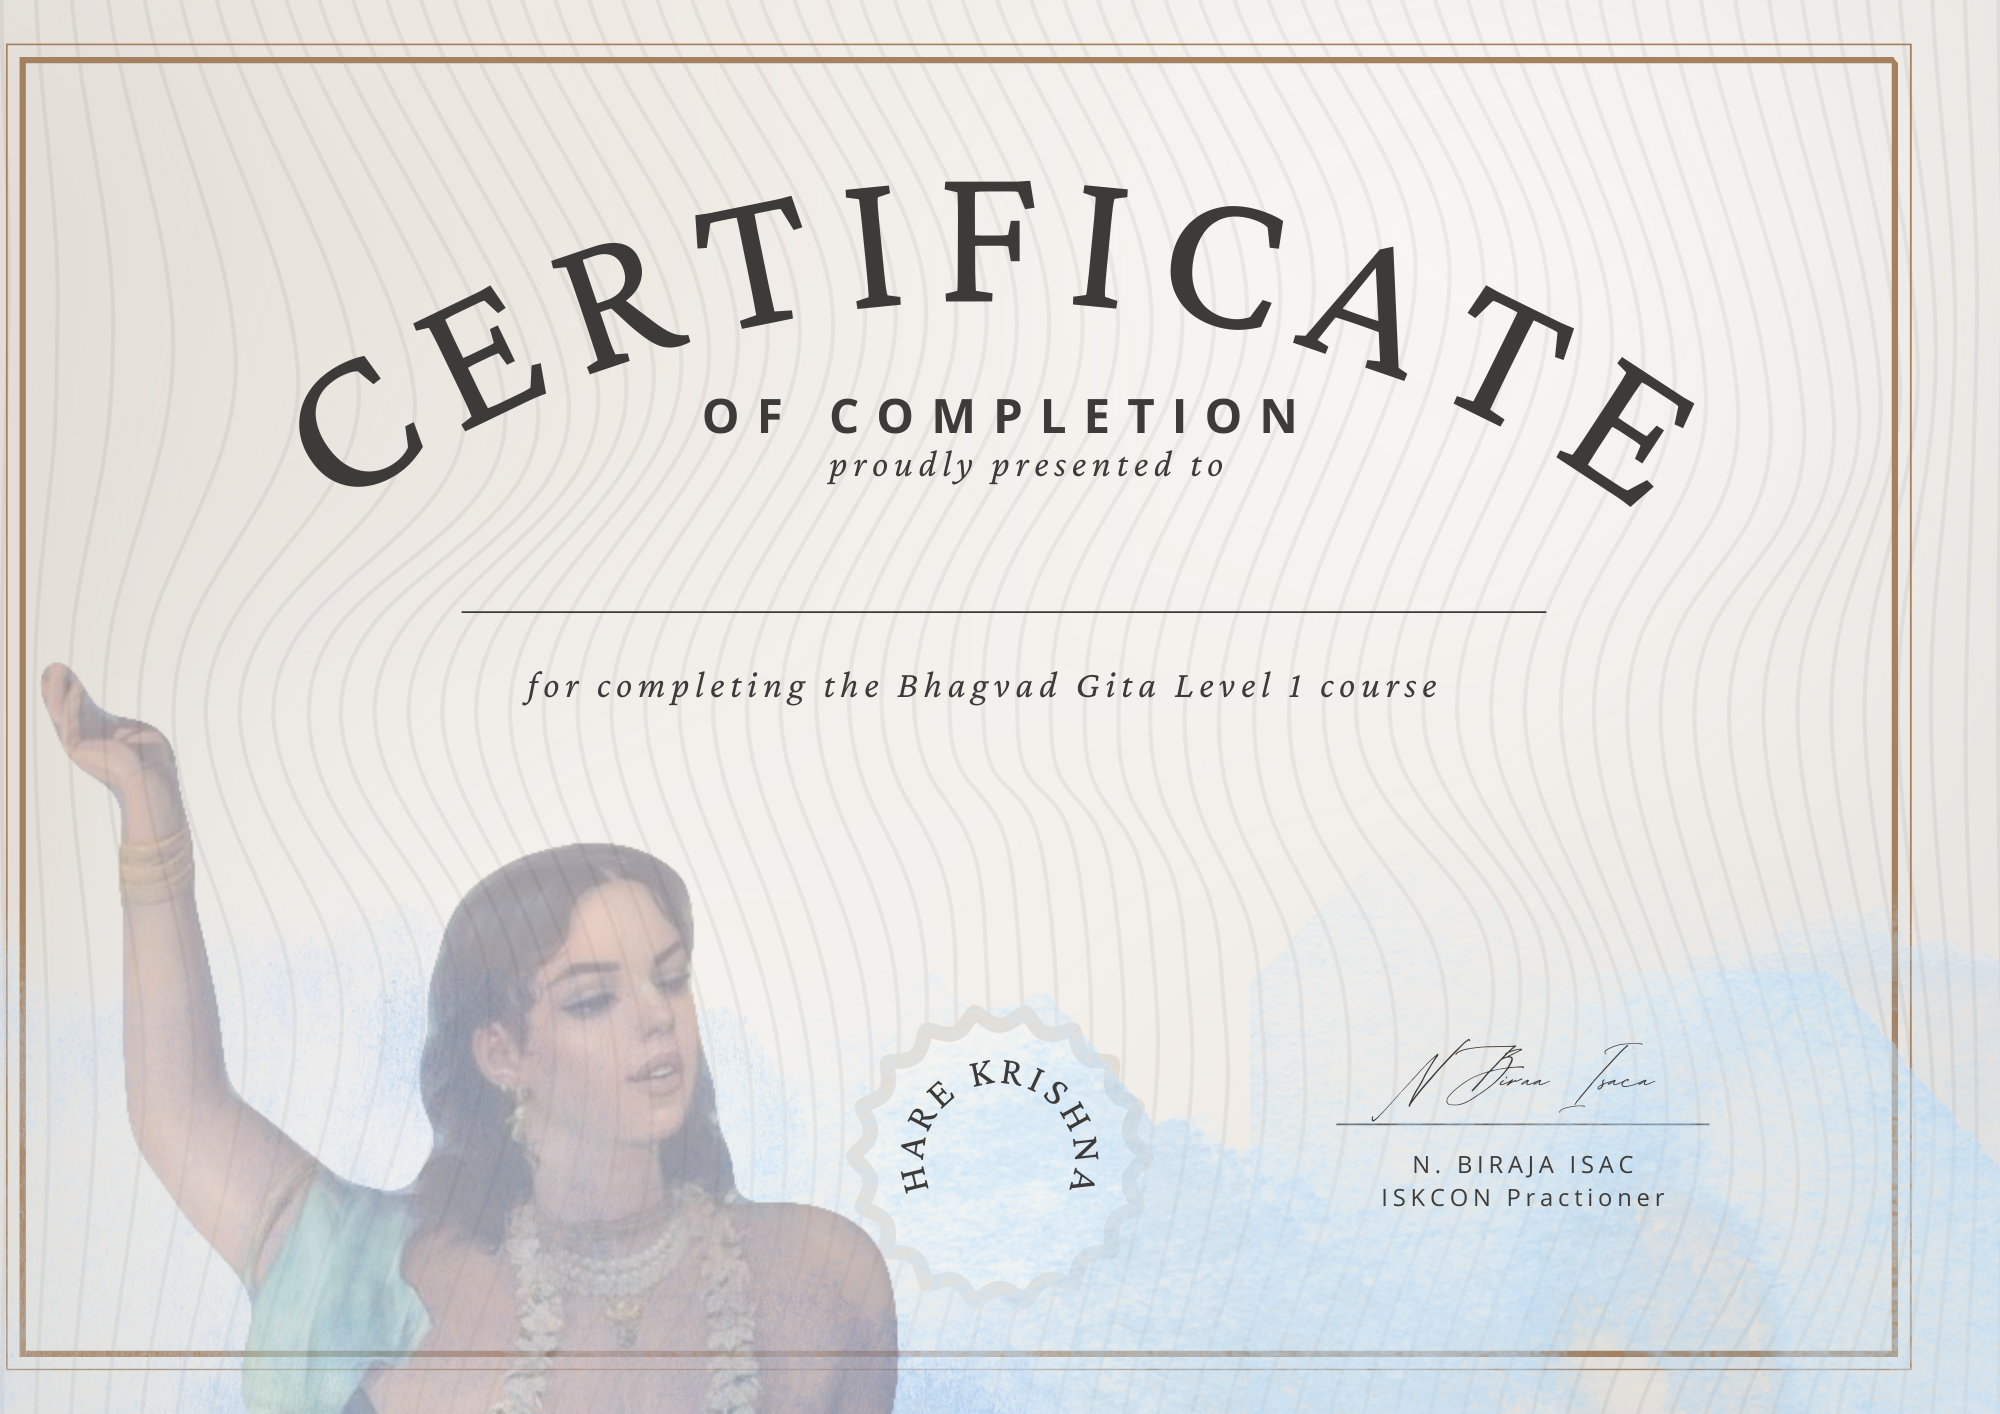 CERTIFICATE
OF COMPLETION
proudly presented to
for completing the Bhagvad Gita Level 1 course
HARE KRISHNA
N Biraa Isaca
N. BIRAJA ISAC
ISKCON Practioner